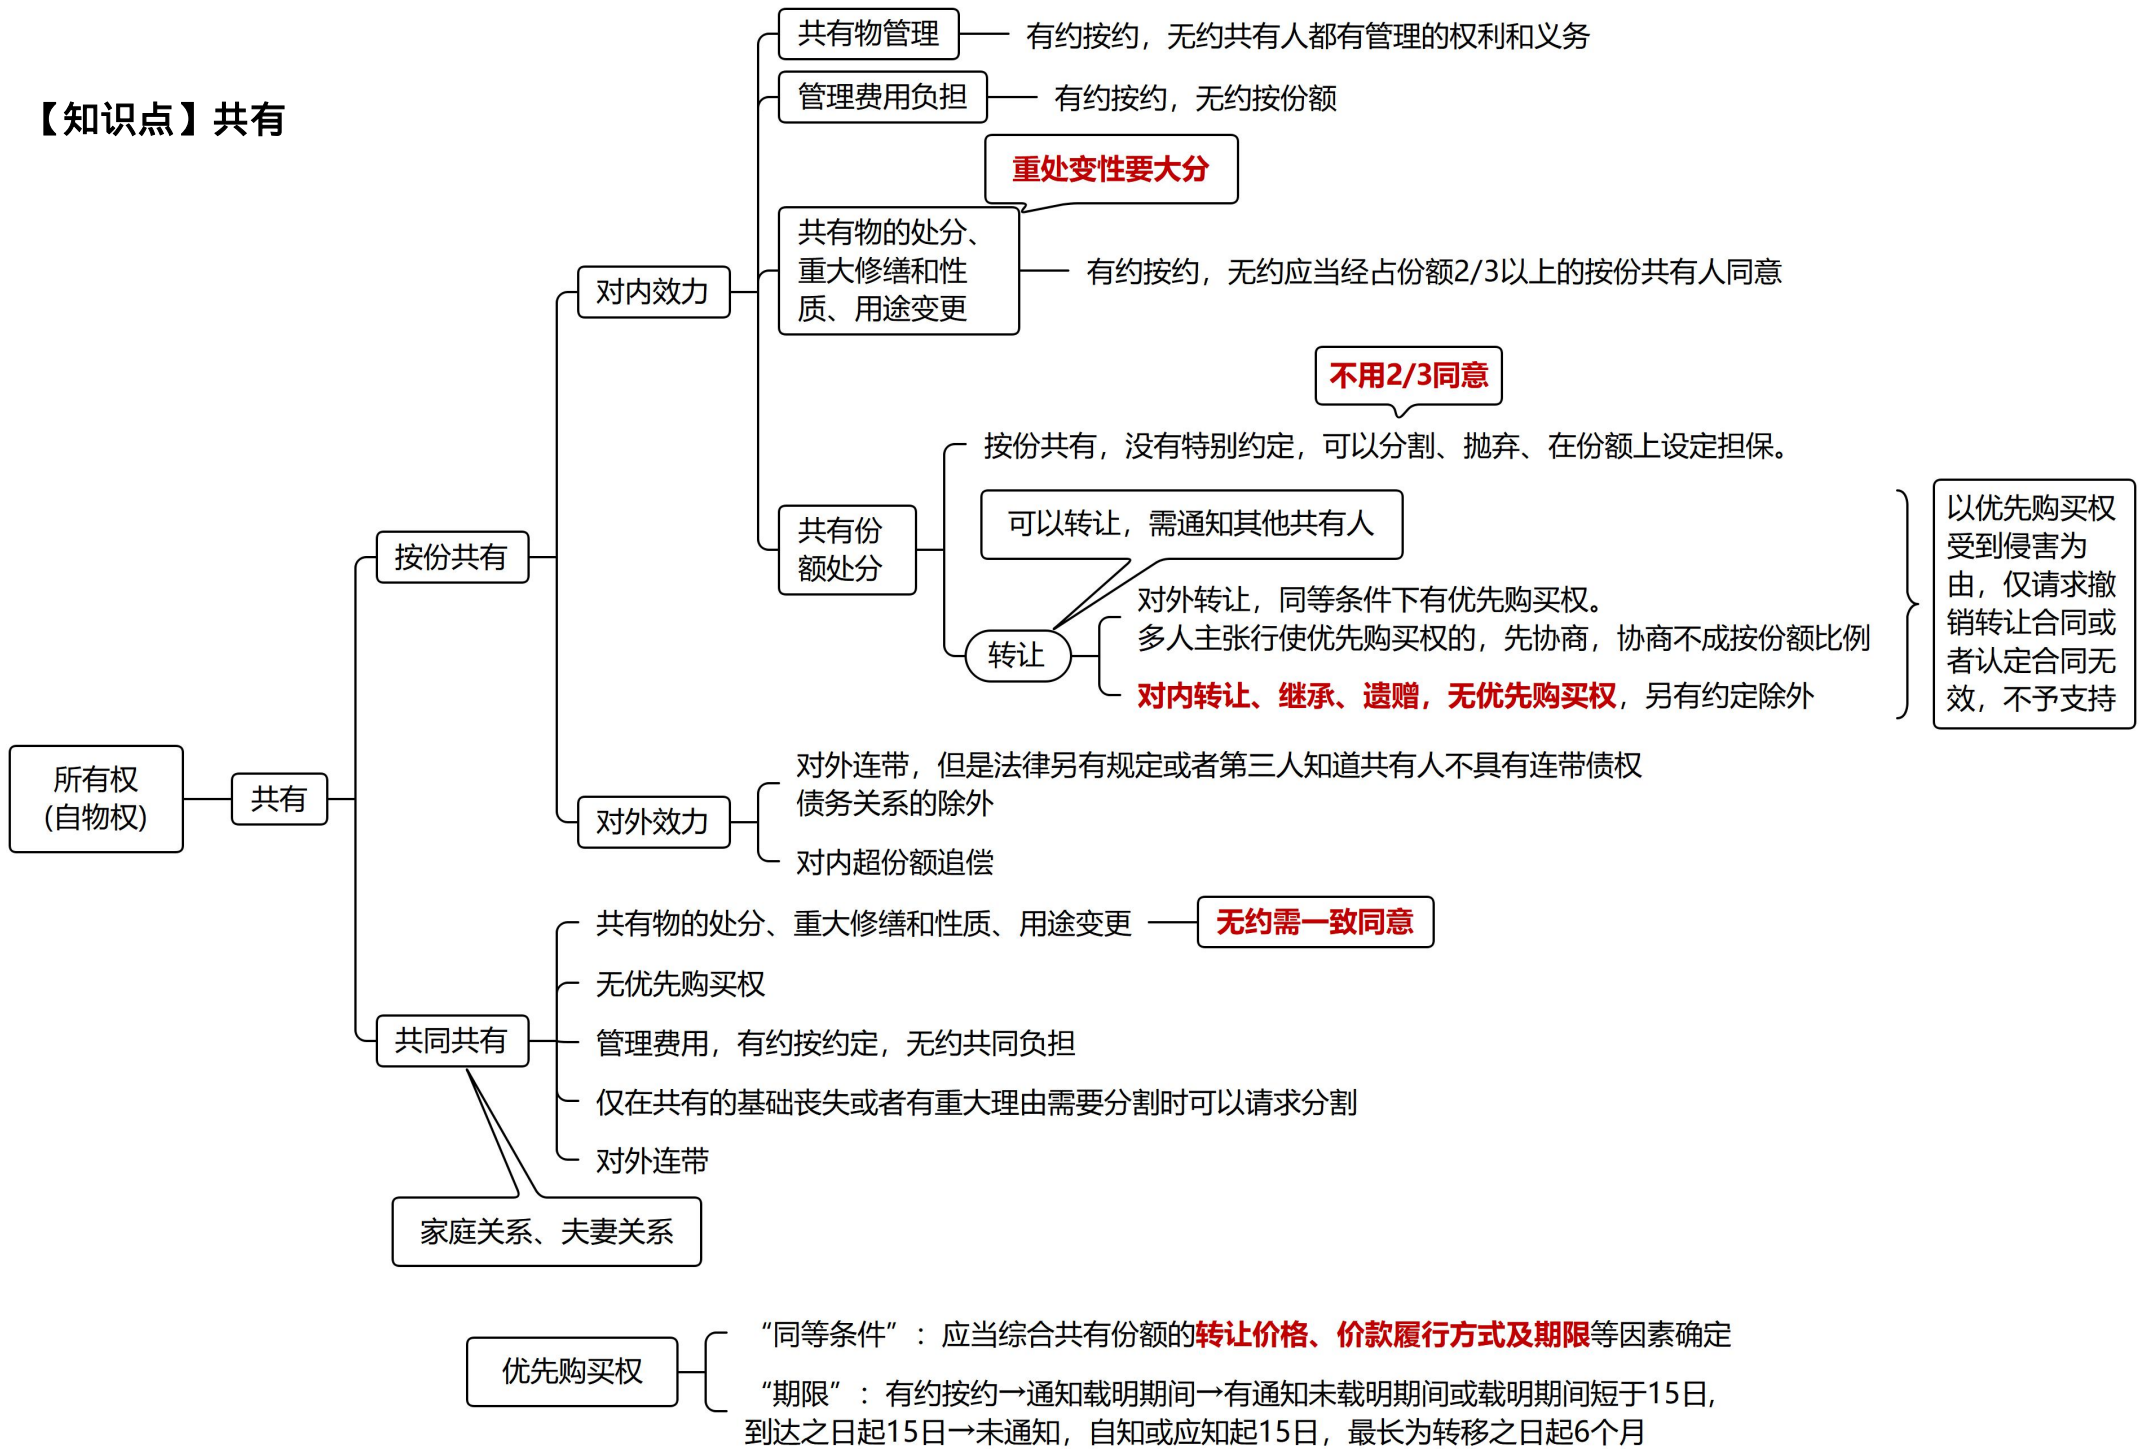 【知识点】共有
共有物管理
有约按约，无约共有人都有管理的权利和义务
管理费用负担
有约按约，无约按份额
重处变性要大分
共有物的处分、
重大修缮和性
质、用途变更
有约按约，无约应当经占份额2/3以上的按份共有人同意
对内效力
不用2/3同意
按份共有，没有特别约定，可以分割、抛弃、在份额上设定担保。
共有份
额处分
可以转让，需通知其他共有人
转让
对外转让，同等条件下有优先购买权。
多人主张行使优先购买权的，先协商，协商不成按份额比例
对内转让、继承、遗赠，无优先购买权，另有约定除外
以优先购买权
受到侵害为
由，仅请求撤
销转让合同或
者认定合同无
效，不予支持
按份共有
所有权
(自物权)
共有
对外效力
对外连带，但是法律另有规定或者第三人知道共有人不具有连带债权
债务关系的除外
对内超份额追偿
共有物的处分、重大修缮和性质、用途变更
无约需一致同意
无优先购买权
共同共有
管理费用，有约按约定，无约共同负担
仅在共有的基础丧失或者有重大理由需要分割时可以请求分割
对外连带
家庭关系、夫妻关系
优先购买权
“同等条件”：应当综合共有份额的转让价格、价款履行方式及期限等因素确定
“期限”：有约按约→通知载明期间→有通知未载明期间或载明期间短于15日,
到达之日起15日→未通知，自知或应知起15日，最长为转移之日起6个月